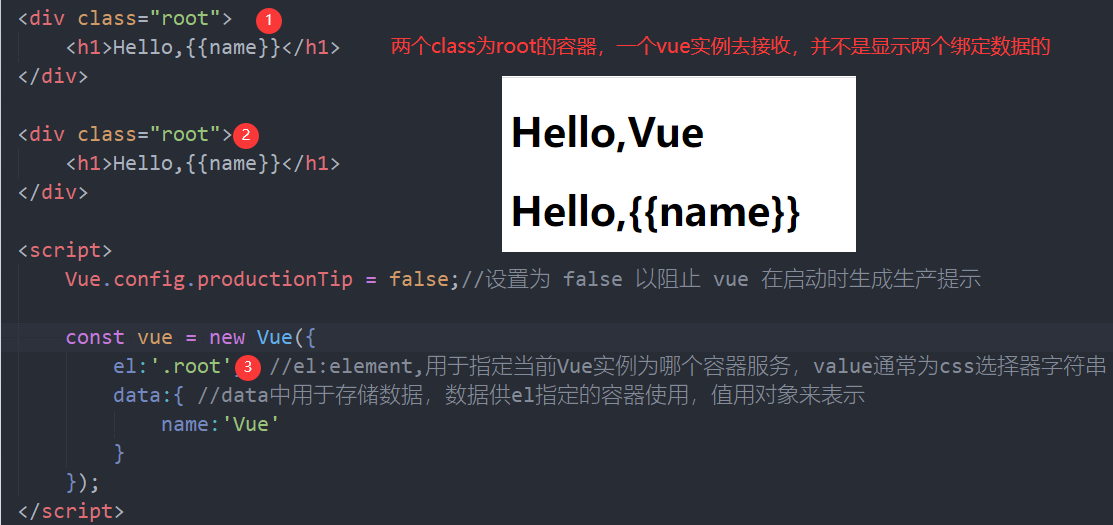 <div class="root"> 1
<h1>Hello,{{name}}</h1> 两个class为root的容器，一个vue实例去接收，并不是显示两个绑定数据的
</div>
Hello,Vue
<div class="root"> 2
<h1>Hello,{{name}}</h1>
Hello,{{name}}
</div>
<script>
Vue.config.productionTip = false;//设置为 false 以阻止 vue 在启动时生成生产提示
const vue = new Vue({
el:'.root', 3 //el:element,用于指定当前Vue实例为哪个容器服务，value通常为css选择器字符串
data:{ //data中用于存储数据，数据供el指定的容器使用，值用对象来表示
name:'Vue'
}
});
</script>